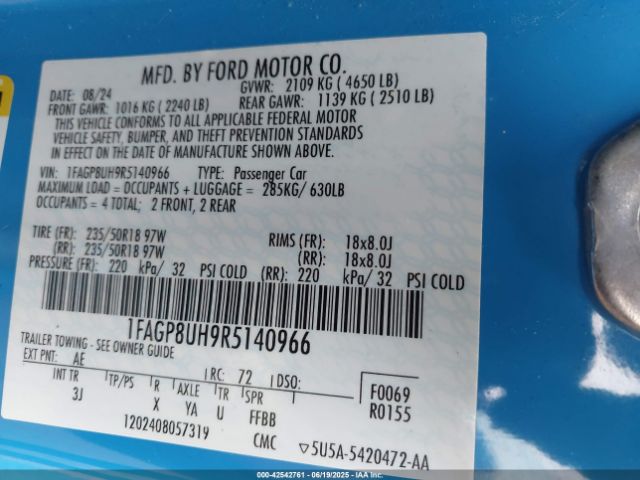 MFD. BY FORD MOTOR CO.
DATE: 08/24 GVWR: 2109 KG ( 4650 LB)
FRONT GAWR: 1016 KG ( 2240 LB) REAR GAWR: 1139 KG ( 2510 LB)
THIS VEHICLE CONFORMS TO ALL APPLICABLE FEDERAL MOTOR
VEHICLE SAFETY, BUMPER, AND THEFT PREVENTION STANDARDS
IN EFFECT ON THE DATE OF MANUFACTURE SHOWN ABOVE.
VIN: 1FAGP8UH9R5140966 TYPE: Passenger Car
MAXIMUM LOAD = OCCUPANTS + LUGGAGE = 285KG/ 630LB
OCCUPANTS = 4 TOTAL; 2 FRONT, 2 REAR
TIRE (FR): 235/50R18 97W RIMS (FR): 18x8.0J
(RR): 235/50R18 97W (RR): 18x8.0J
PRESSURE (FR): 220 kPa/ 32 PSI COLD (RR): 220 kPa/ 32 PSI COLD
1FAGP8UH9R5140966
TRAILER TOWING - SEE OWNER GUIDE
EXT PNT: AE RC: 72 DSO:
INT TR TP/PS R AXLE TR SPR F0069
3J X YA U FFBB R0155
1202408057319 CMC ▽5U5A-5420472-AA
000-42542761 - 06/19/2025 - IAAI